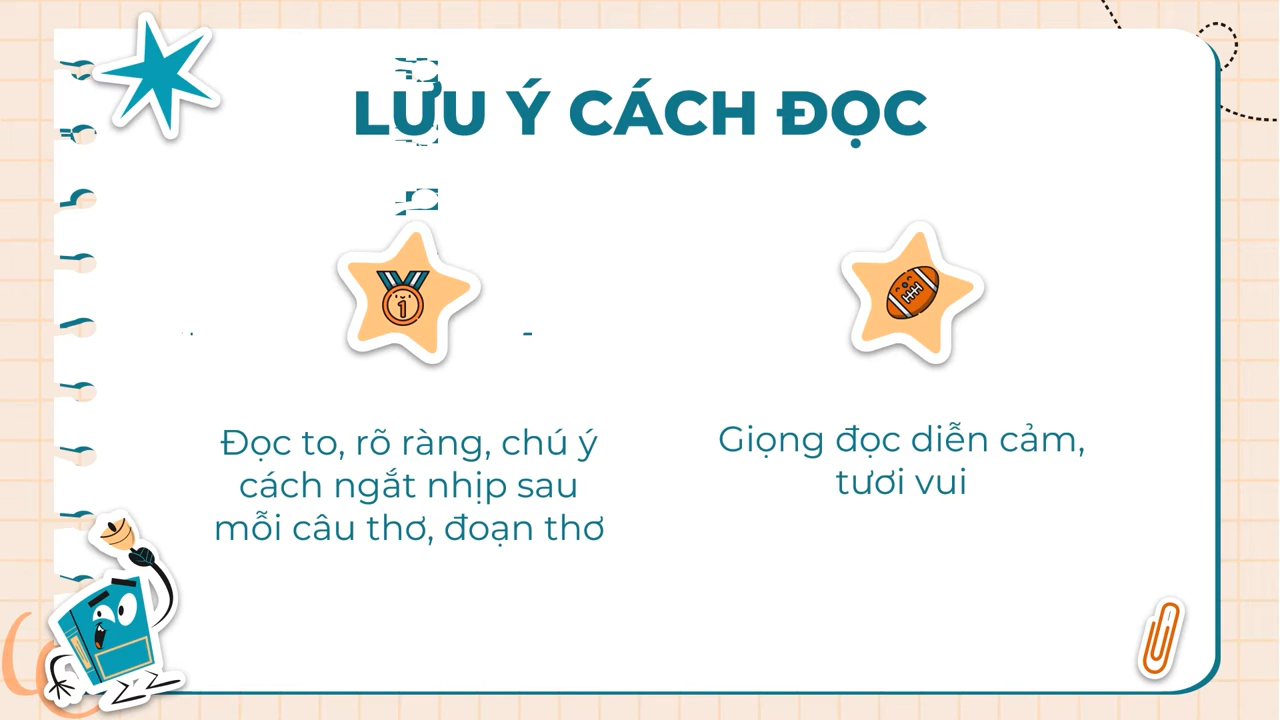 LƯU Ý CÁCH ĐỌC
1
Đọc to, rõ ràng, chú ý
cách ngắt nhịp sau
mỗi câu thơ, đoạn thơ
Giọng đọc diễn cảm,
tươi vui